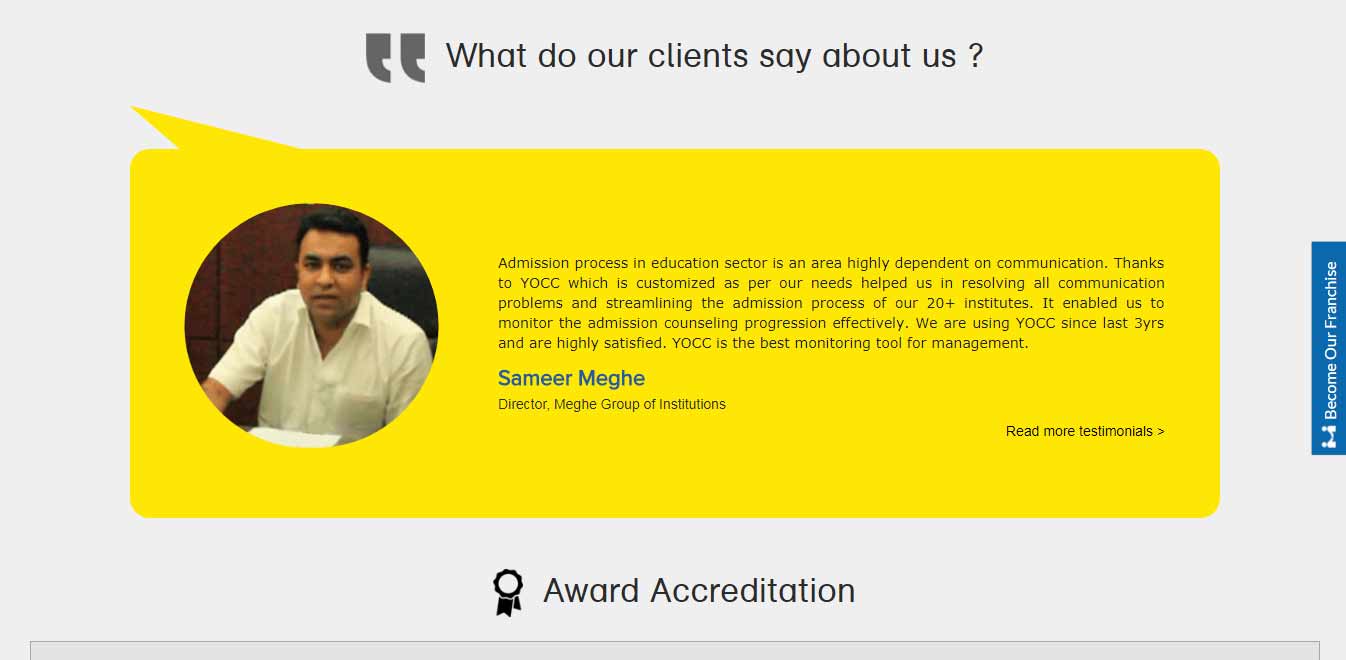 What do our clients say about us ?
Admission process in education sector is an area highly dependent on communication. Thanks
to YOCC which is customized as per our needs helped us in resolving all communication
problems and streamlining the admission process of our 20+ institutes. It enabled us to
monitor the admission counseling progression effectively. We are using YOCC since last 3yrs
and are highly satisfied. YOCC is the best monitoring tool for management.
Sameer Meghe
Director, Meghe Group of Institutions
Read more testimonials >
Become Our Franchise
Award Accreditation